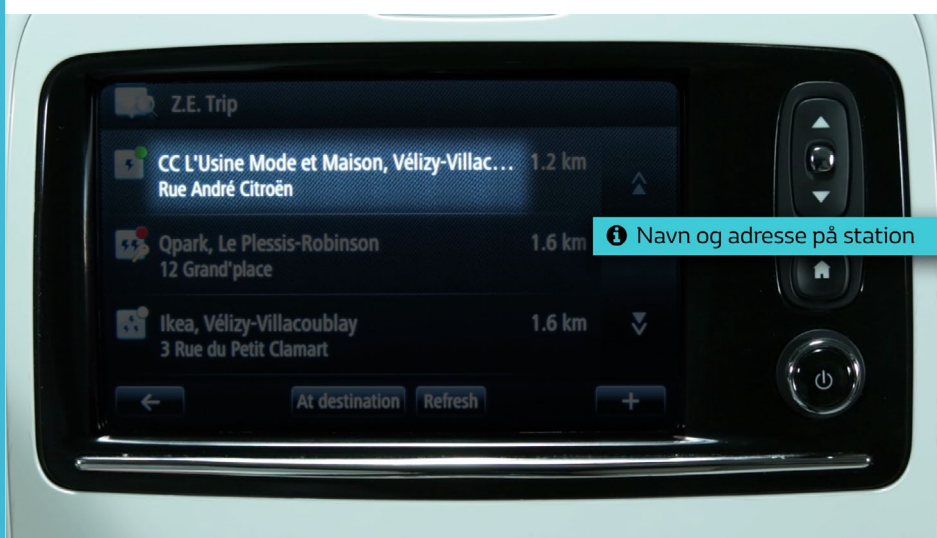 Z.E. Trip
CC L'Usine Mode et Maison, Vélizy-Villac... 1.2 km
Rue André Citroën
Navn og adresse på station
Qpark, Le Plessis-Robinson 1.6 km
12 Grand'place
Ikea, Vélizy-Villacoublay 1.6 km
3 Rue du Petit Clamart
At destination Refresh